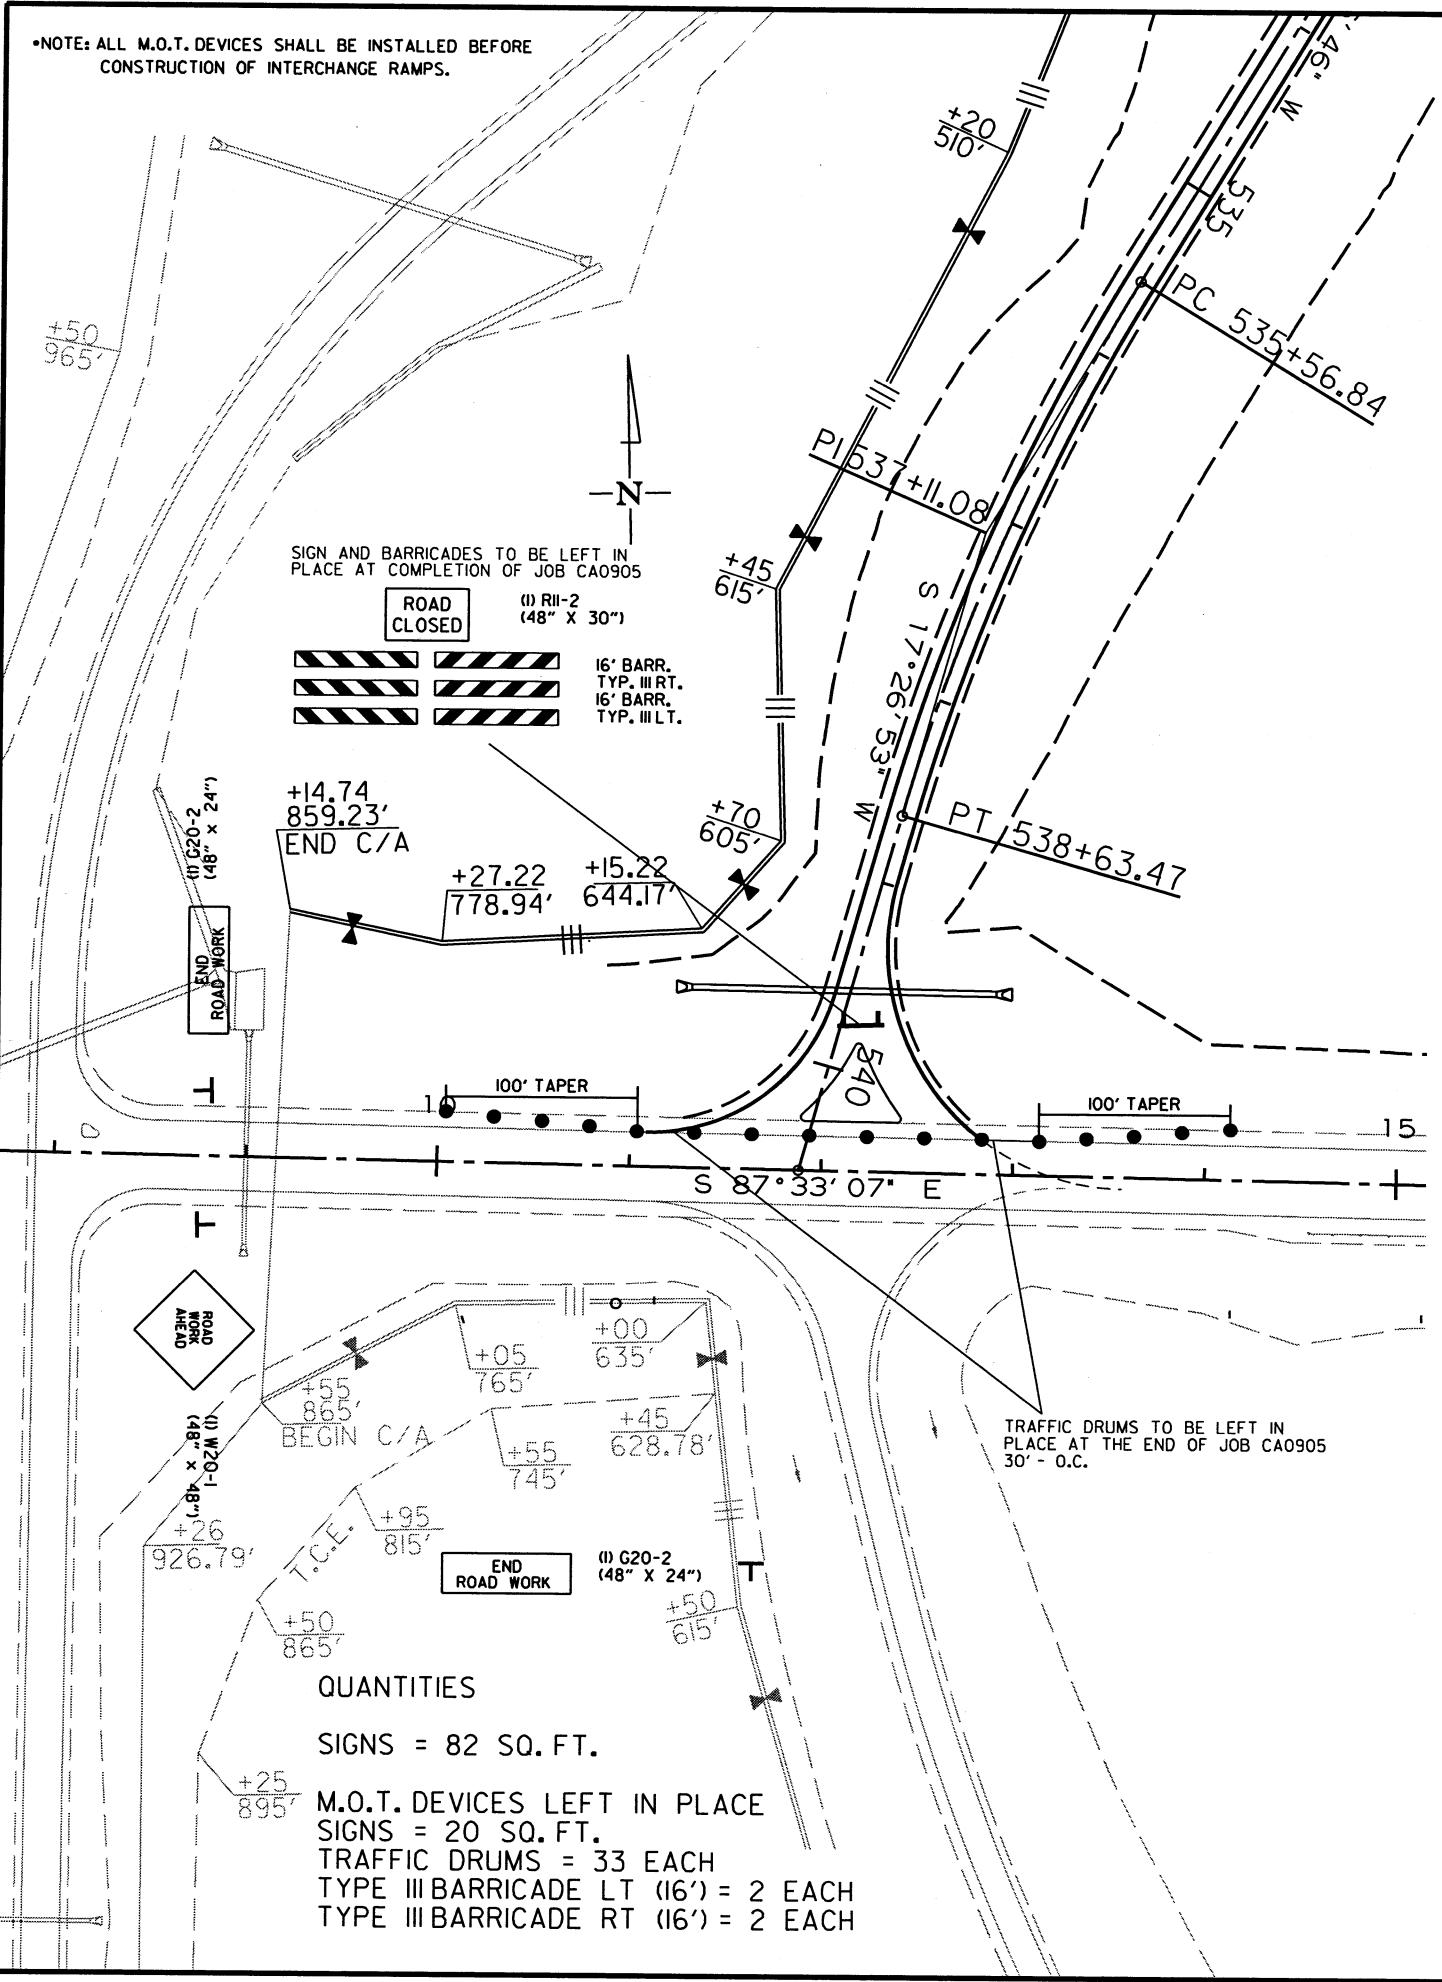 •NOTE: ALL M.O.T. DEVICES SHALL BE INSTALLED BEFORE
CONSTRUCTION OF INTERCHANGE RAMPS.
' 46" W
+20
510'
535
PC 535+56.84
+50
965'
PI 537+11.08
N
+45
615'
S 17°26'53" W
SIGN AND BARRICADES TO BE LEFT IN
PLACE AT COMPLETION OF JOB CA0905
ROAD
CLOSED
(1) R11-2
(48" X 30")
16' BARR.
TYP. III RT.
16' BARR.
TYP. III LT.
(1) G20-2
(48" x 24")
+14.74
859.23'
END C/A
+70
605'
PT 538+63.47
+27.22
778.94'
+15.22
644.17'
END
ROAD WORK
540
10
100' TAPER
100' TAPER
15
S 87°33'07" E
ROAD
WORK
AHEAD
(1) W20-1
(48" x 48")
+05
765'
+00
635'
+55
865'
BEGIN C/A
+45
628.78'
+55
745'
TRAFFIC DRUMS TO BE LEFT IN
PLACE AT THE END OF JOB CA0905
30' - O.C.
+26
926.79'
+95
815'
T.C.E.
END
ROAD WORK
(1) G20-2
(48" X 24")
+50
865'
+50
615'
QUANTITIES
SIGNS = 82 SQ. FT.
+25
895'
M.O.T. DEVICES LEFT IN PLACE
SIGNS = 20 SQ. FT.
TRAFFIC DRUMS = 33 EACH
TYPE III BARRICADE LT (16') = 2 EACH
TYPE III BARRICADE RT (16') = 2 EACH